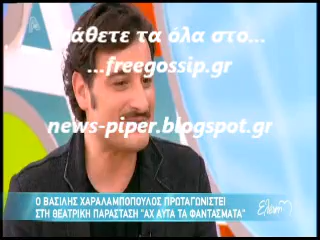 άθετε τα όλα στο...
...freegossip.gr
news-piper.blogspot.gr
Ο ΒΑΣΙΛΗΣ ΧΑΡΑΛΑΜΠΟΠΟΥΛΟΣ ΠΡΩΤΑΓΩΝΙΣΤΕΙ
ΣΤΗ ΘΕΑΤΡΙΚΗ ΠΑΡΑΣΤΑΣΗ "ΑΧ ΑΥΤΑ ΤΑ ΦΑΝΤΑΣΜΑΤΑ"
Ελένη